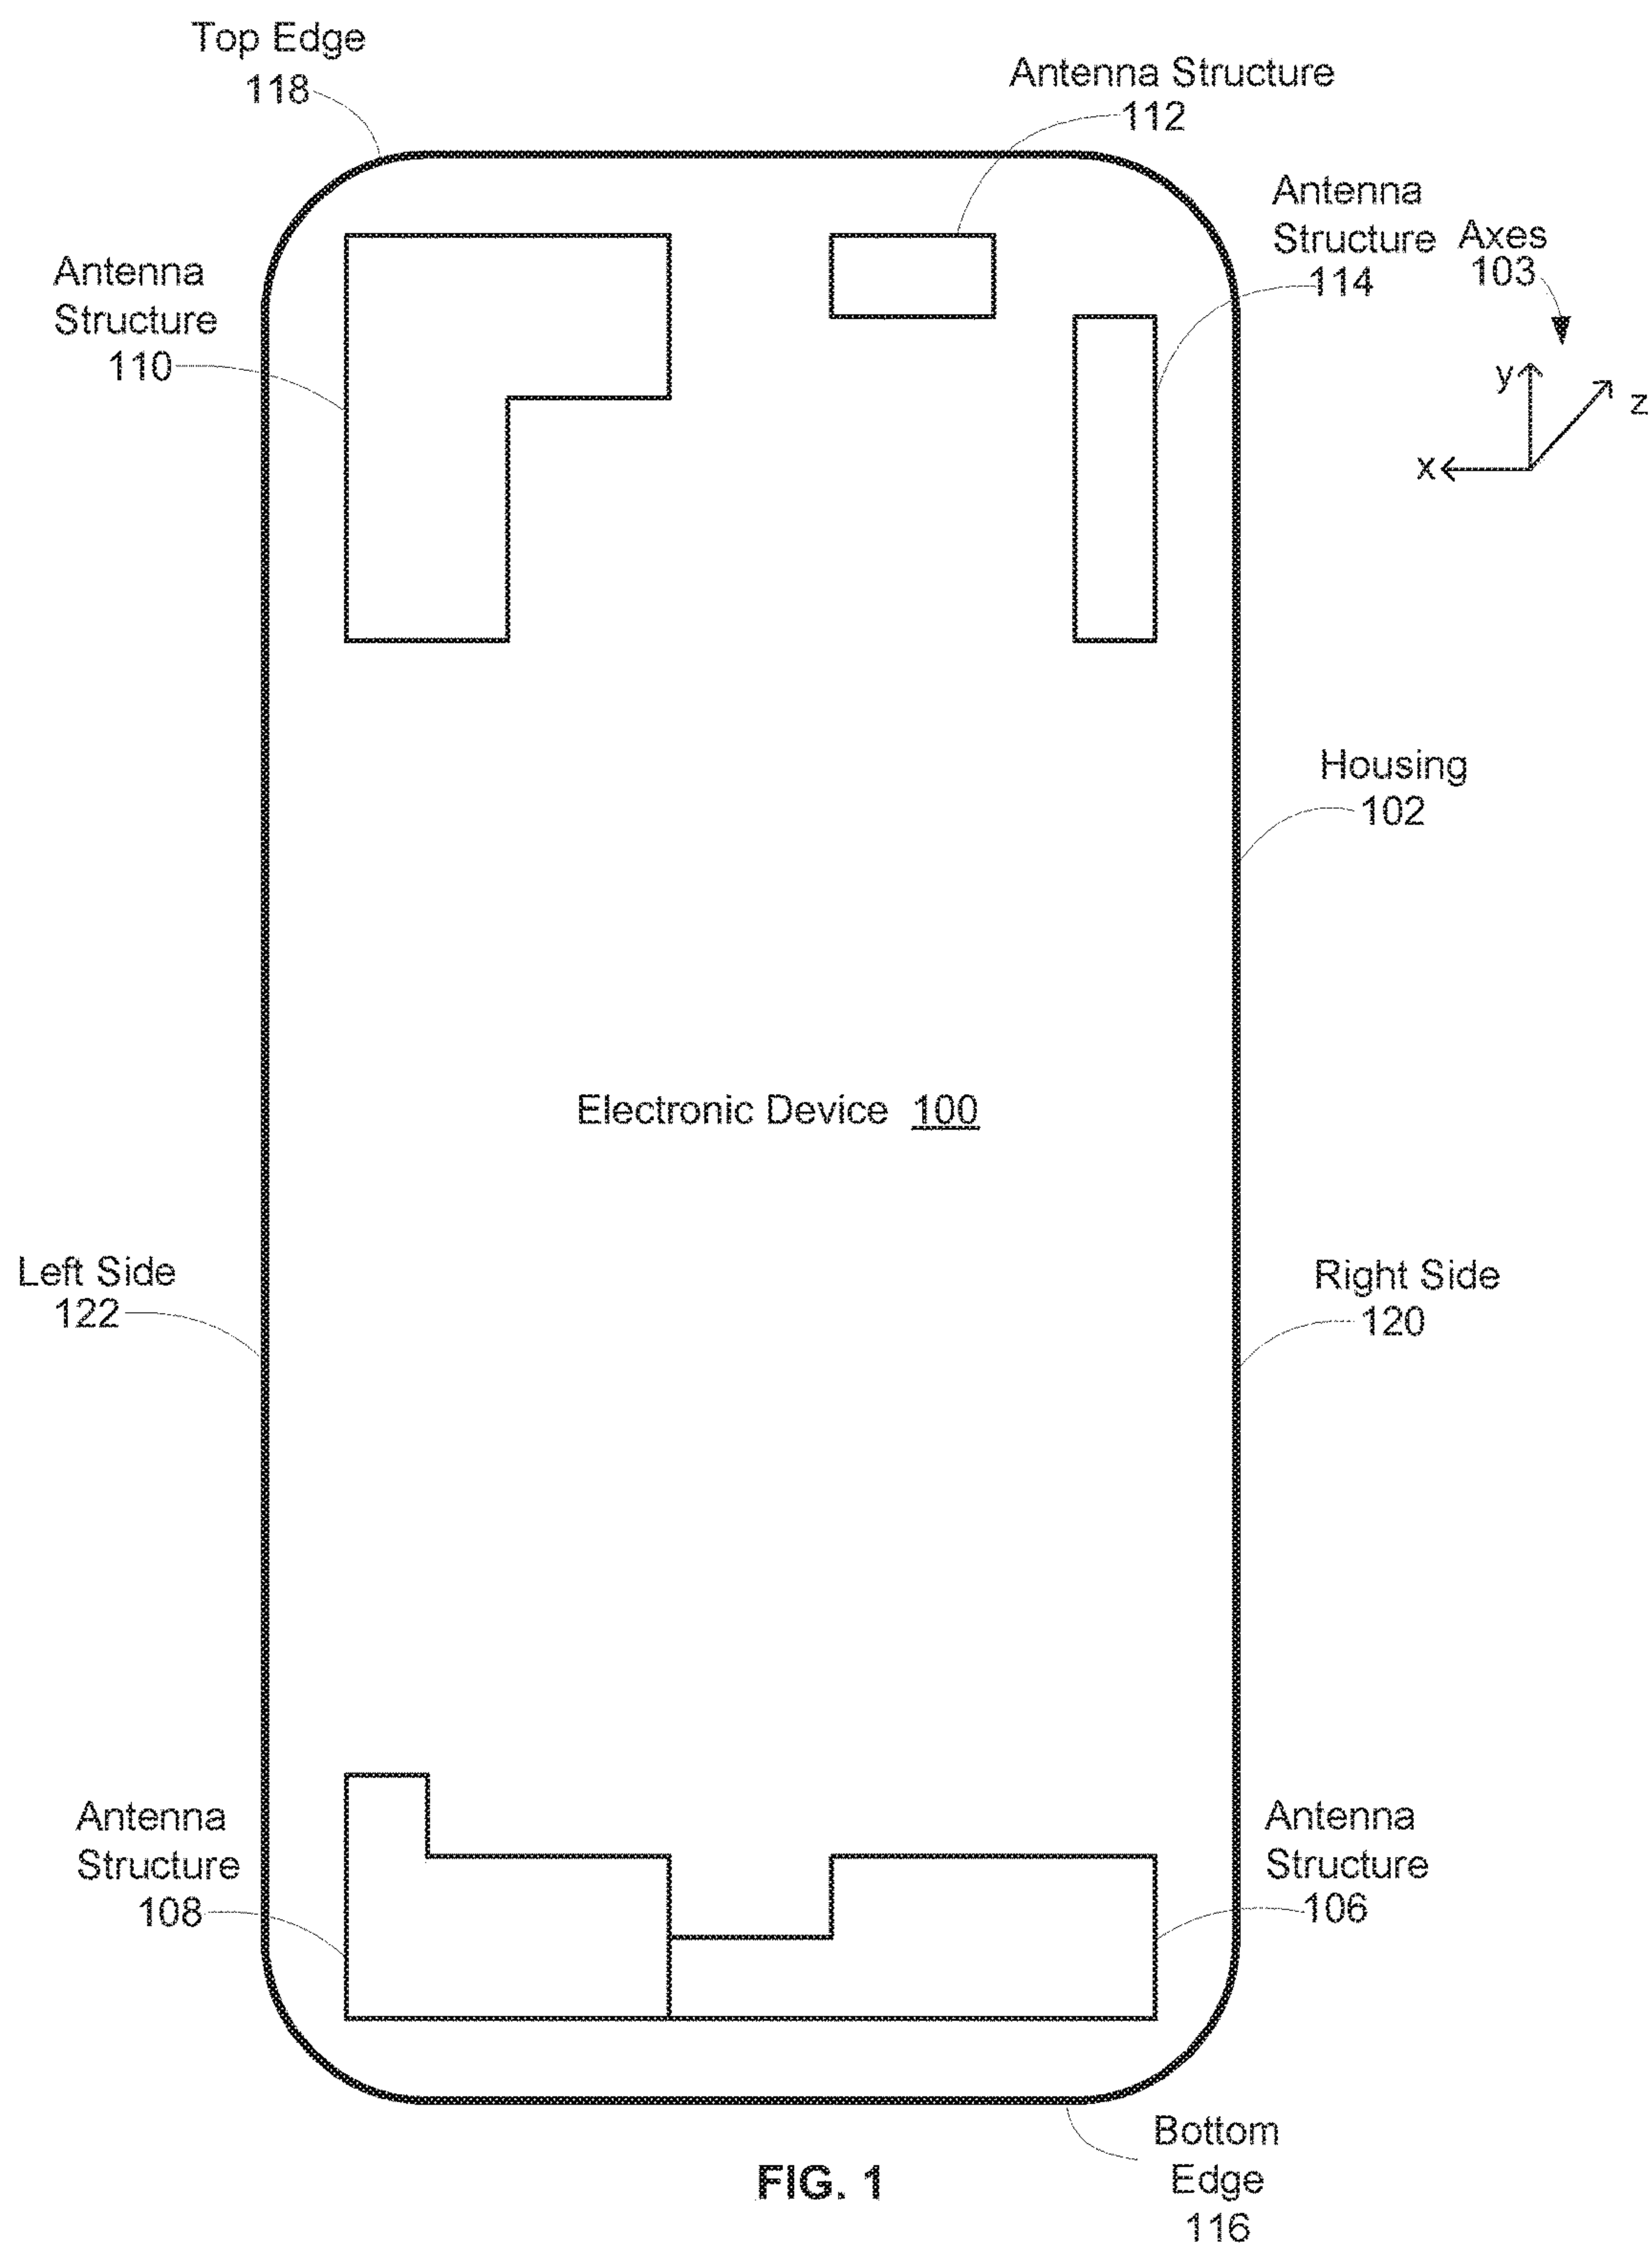 Top Edge
118
Antenna Structure
112
Antenna
Structure
114
Axes
103
Antenna
Structure
110
y
z
x
Housing
102
Electronic Device 100
Left Side
122
Right Side
120
Antenna
Structure
108
Antenna
Structure
106
Bottom
Edge
116
FIG. 1